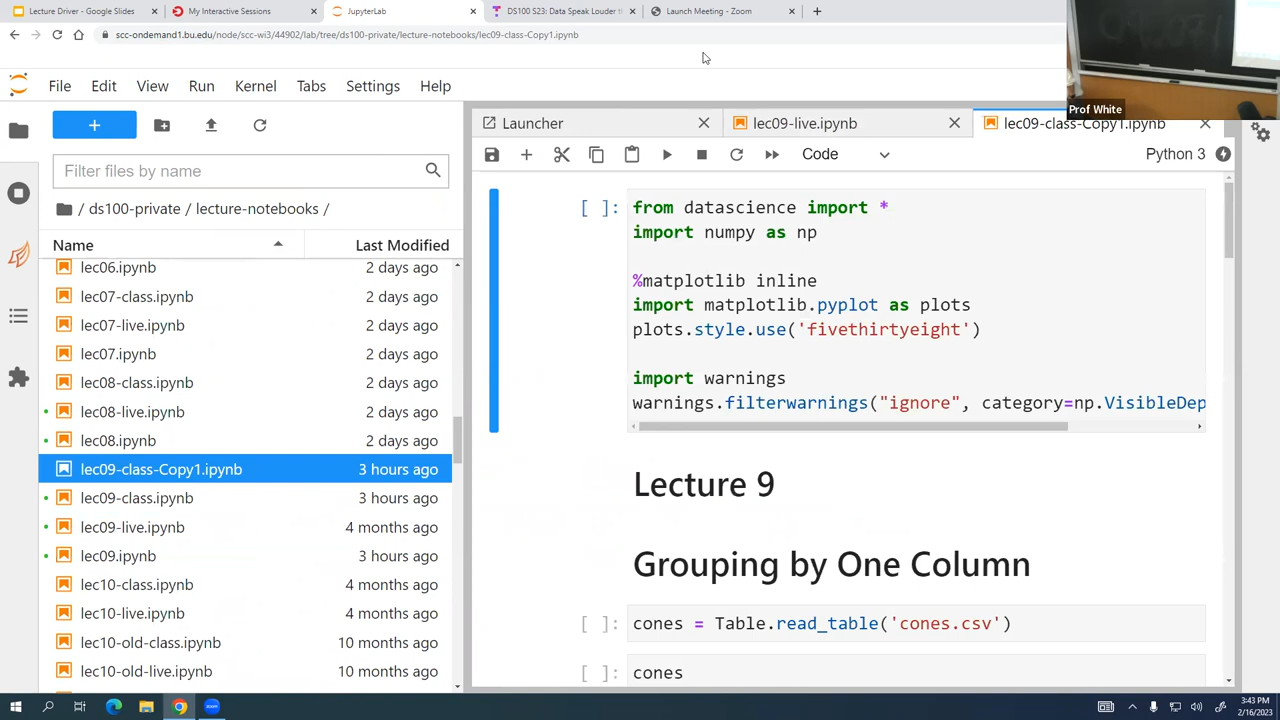 Lecture Driver - Google Slides
My Interactive Sessions
JupyterLab
DS100 S23: Data Speak Louder th
Launch Meeting - Zoom
scc-ondemand1.bu.edu/node/scc-wi3/44902/lab/tree/ds100-private/lecture-notebooks/lec09-class-Copy1.ipynb
File Edit View Run Kernel Tabs Settings Help
Prof White
Filter files by name
/ ds100-private / lecture-notebooks /
Name Last Modified
lec06.ipynb 2 days ago
lec07-class.ipynb 2 days ago
lec07-live.ipynb 2 days ago
lec07.ipynb 2 days ago
lec08-class.ipynb 2 days ago
lec08-live.ipynb 2 days ago
lec08.ipynb 2 days ago
lec09-class-Copy1.ipynb 3 hours ago
lec09-class.ipynb 3 hours ago
lec09-live.ipynb 4 months ago
lec09.ipynb 3 hours ago
lec10-class.ipynb 4 months ago
lec10-live.ipynb 4 months ago
lec10-old-class.ipynb 10 months ago
lec10-old-live.ipynb 10 months ago
Launcher
lec09-live.ipynb
lec09-class-Copy1.ipynb
Code
Python 3
[ ]: from datascience import *
import numpy as np
%matplotlib inline
import matplotlib.pyplot as plots
plots.style.use('fivethirtyeight')
import warnings
warnings.filterwarnings("ignore", category=np.VisibleDep
Lecture 9
Grouping by One Column
[ ]: cones = Table.read_table('cones.csv')
[ ]: cones
3:43 PM
2/16/2023